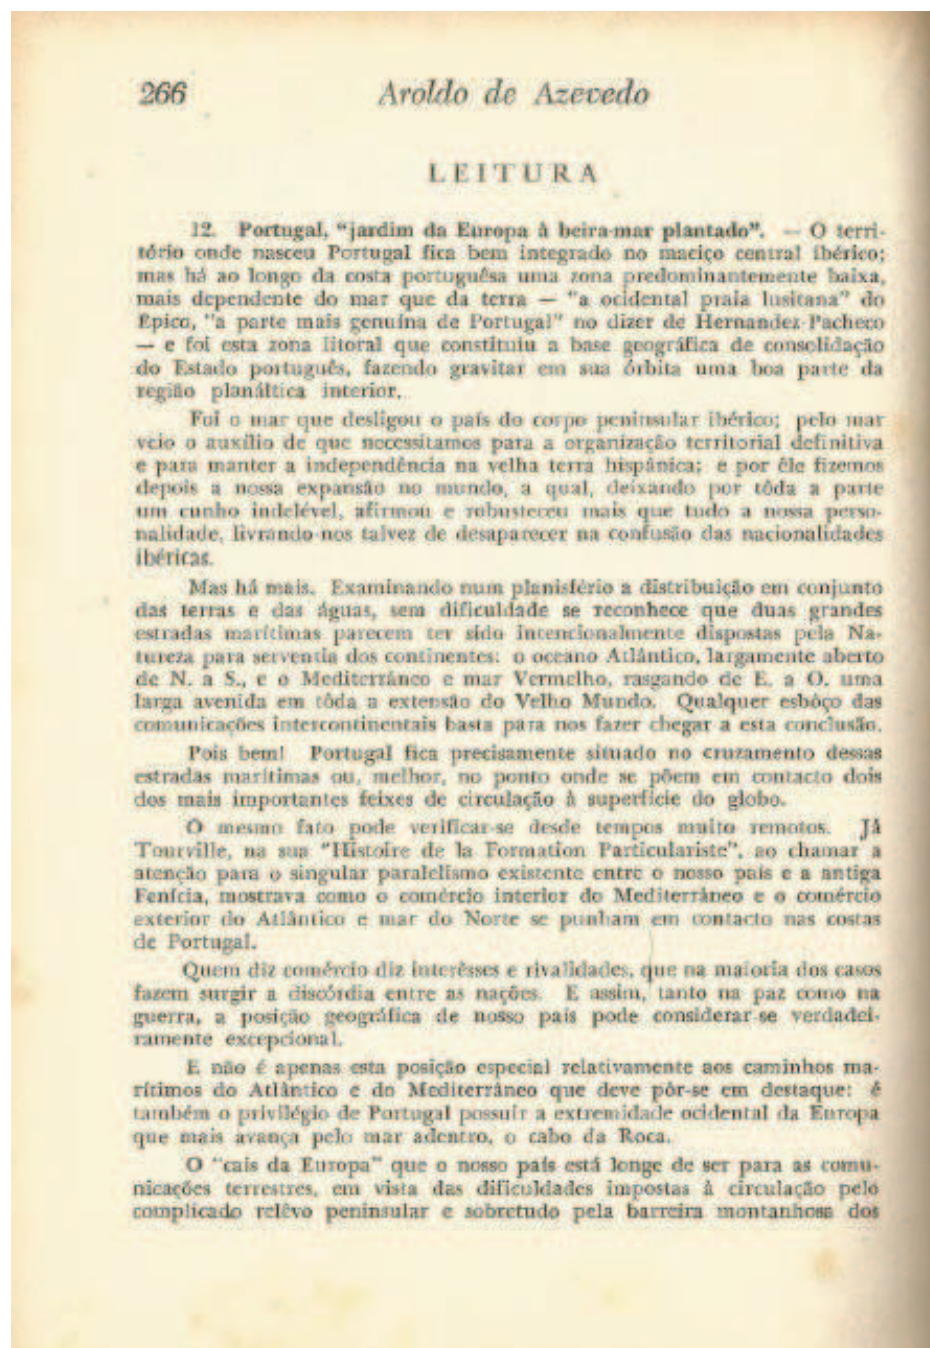 266
Aroldo de Azevedo
LEITURA
12. Portugal, "jardim da Europa à beira-mar plantado". — O terri-
tório onde nasceu Portugal fica bem integrado no maciço central ibérico;
mas há ao longo da costa portuguêsa uma zona predominantemente baixa,
mais dependente do mar que da terra — "a ocidental praia lusitana" do
Épico, "a parte mais genuína de Portugal" no dizer de Hernandez-Pacheco
— e foi esta zona litoral que constituiu a base geográfica de consolidação
do Estado português, fazendo gravitar em sua órbita uma boa parte da
região planáltica interior.
Foi o mar que desligou o país do corpo peninsular ibérico; pelo mar
veio o auxílio de que necessitamos para a organização territorial definitiva
e para manter a independência na velha terra hispânica; e por êle fizemos
depois a nossa expansão no mundo, a qual, deixando por tôda a parte
um cunho indelével, afirmou e robusteceu mais que tudo a nossa perso-
nalidade, livrando-nos talvez de desaparecer na confusão das nacionalidades
ibéricas.
Mas há mais. Examinando num planisfério a distribuição em conjunto
das terras e das águas, sem dificuldade se reconhece que duas grandes
estradas marítimas parecem ter sido intencionalmente dispostas pela Na-
tureza para serventia dos continentes: o oceano Atlântico, largamente aberto
de N. a S., e o Mediterrâneo e mar Vermelho, rasgando de E. a O. uma
larga avenida em tôda a extensão do Velho Mundo. Qualquer esbôço das
comunicações intercontinentais basta para nos fazer chegar a esta conclusão.
Pois bem! Portugal fica precisamente situado no cruzamento dessas
estradas marítimas ou, melhor, no ponto onde se põem em contacto dois
dos mais importantes feixes de circulação à superfície do globo.
O mesmo fato pode verificar-se desde tempos muito remotos. Já
Tourville, na sua "Histoire de la Formation Particulariste", ao chamar a
atenção para o singular paralelismo existente entre o nosso país e a antiga
Fenícia, mostrava como o comércio interior do Mediterrâneo e o comércio
exterior do Atlântico e mar do Norte se punham em contacto nas costas
de Portugal.
Quem diz comércio diz interêsses e rivalidades, que na maioria dos casos
fazem surgir a discórdia entre as nações. E assim, tanto na paz como na
guerra, a posição geográfica de nosso país pode considerar-se verdadei-
ramente excepcional.
E não é apenas esta posição especial relativamente aos caminhos ma-
rítimos do Atlântico e do Mediterrâneo que deve pôr-se em destaque: é
também o privilégio de Portugal possuir a extremidade ocidental da Europa
que mais avança pelo mar adentro, o cabo da Roca.
O "cais da Europa" que o nosso país está longe de ser para as comu-
nicações terrestres, em vista das dificuldades impostas à circulação pelo
complicado relêvo peninsular e sobretudo pela barreira montanhosa dos